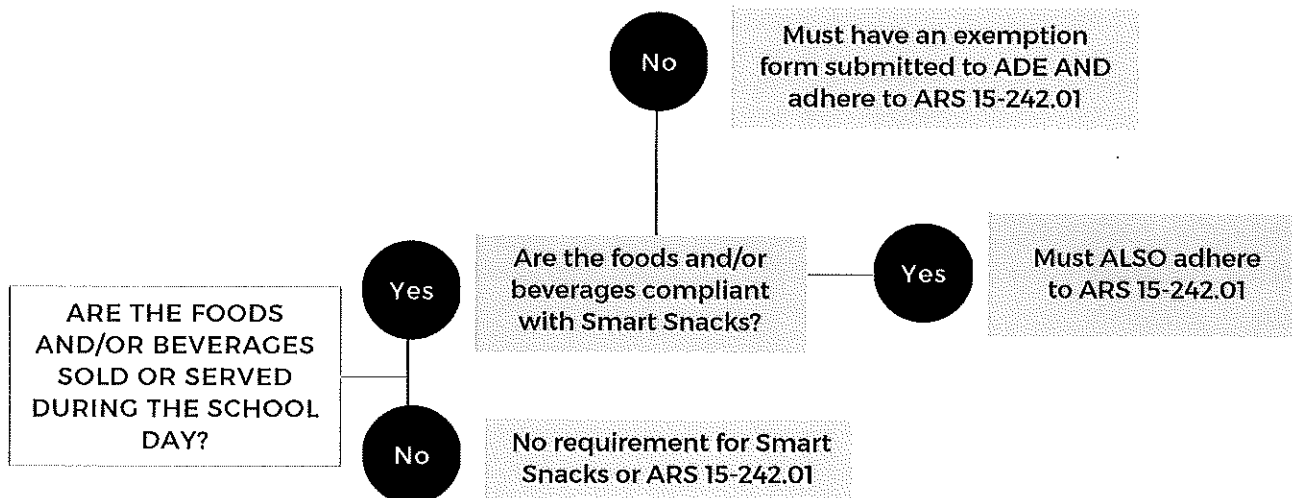 No
Must have an exemption
form submitted to ADE AND
adhere to ARS 15-242.01
Yes
Are the foods and/or
beverages compliant
with Smart Snacks?
Yes
Must ALSO adhere
to ARS 15-242.01
ARE THE FOODS
AND/OR BEVERAGES
SOLD OR SERVED
DURING THE SCHOOL
DAY?
No
No requirement for Smart
Snacks or ARS 15-242.01